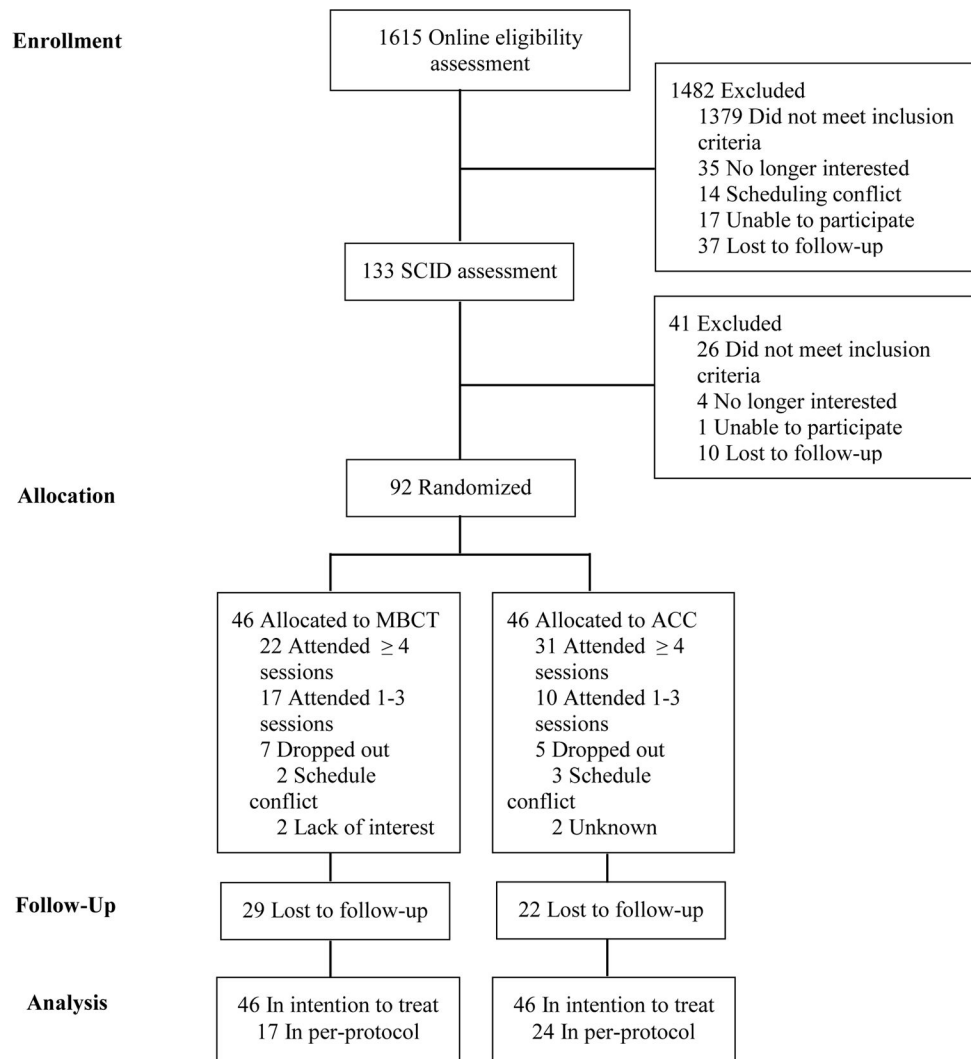 Enrollment
1615 Online eligibility
assessment
1482 Excluded
1379 Did not meet inclusion
criteria
35 No longer interested
14 Scheduling conflict
17 Unable to participate
37 Lost to follow-up
133 SCID assessment
41 Excluded
26 Did not meet inclusion
criteria
4 No longer interested
1 Unable to participate
10 Lost to follow-up
Allocation
92 Randomized
46 Allocated to MBCT
22 Attended ≥ 4
sessions
17 Attended 1-3
sessions
7 Dropped out
2 Schedule
conflict
2 Lack of interest
46 Allocated to ACC
31 Attended ≥ 4
sessions
10 Attended 1-3
sessions
5 Dropped out
3 Schedule
conflict
2 Unknown
Follow-Up
29 Lost to follow-up
22 Lost to follow-up
Analysis
46 In intention to treat
17 In per-protocol
46 In intention to treat
24 In per-protocol